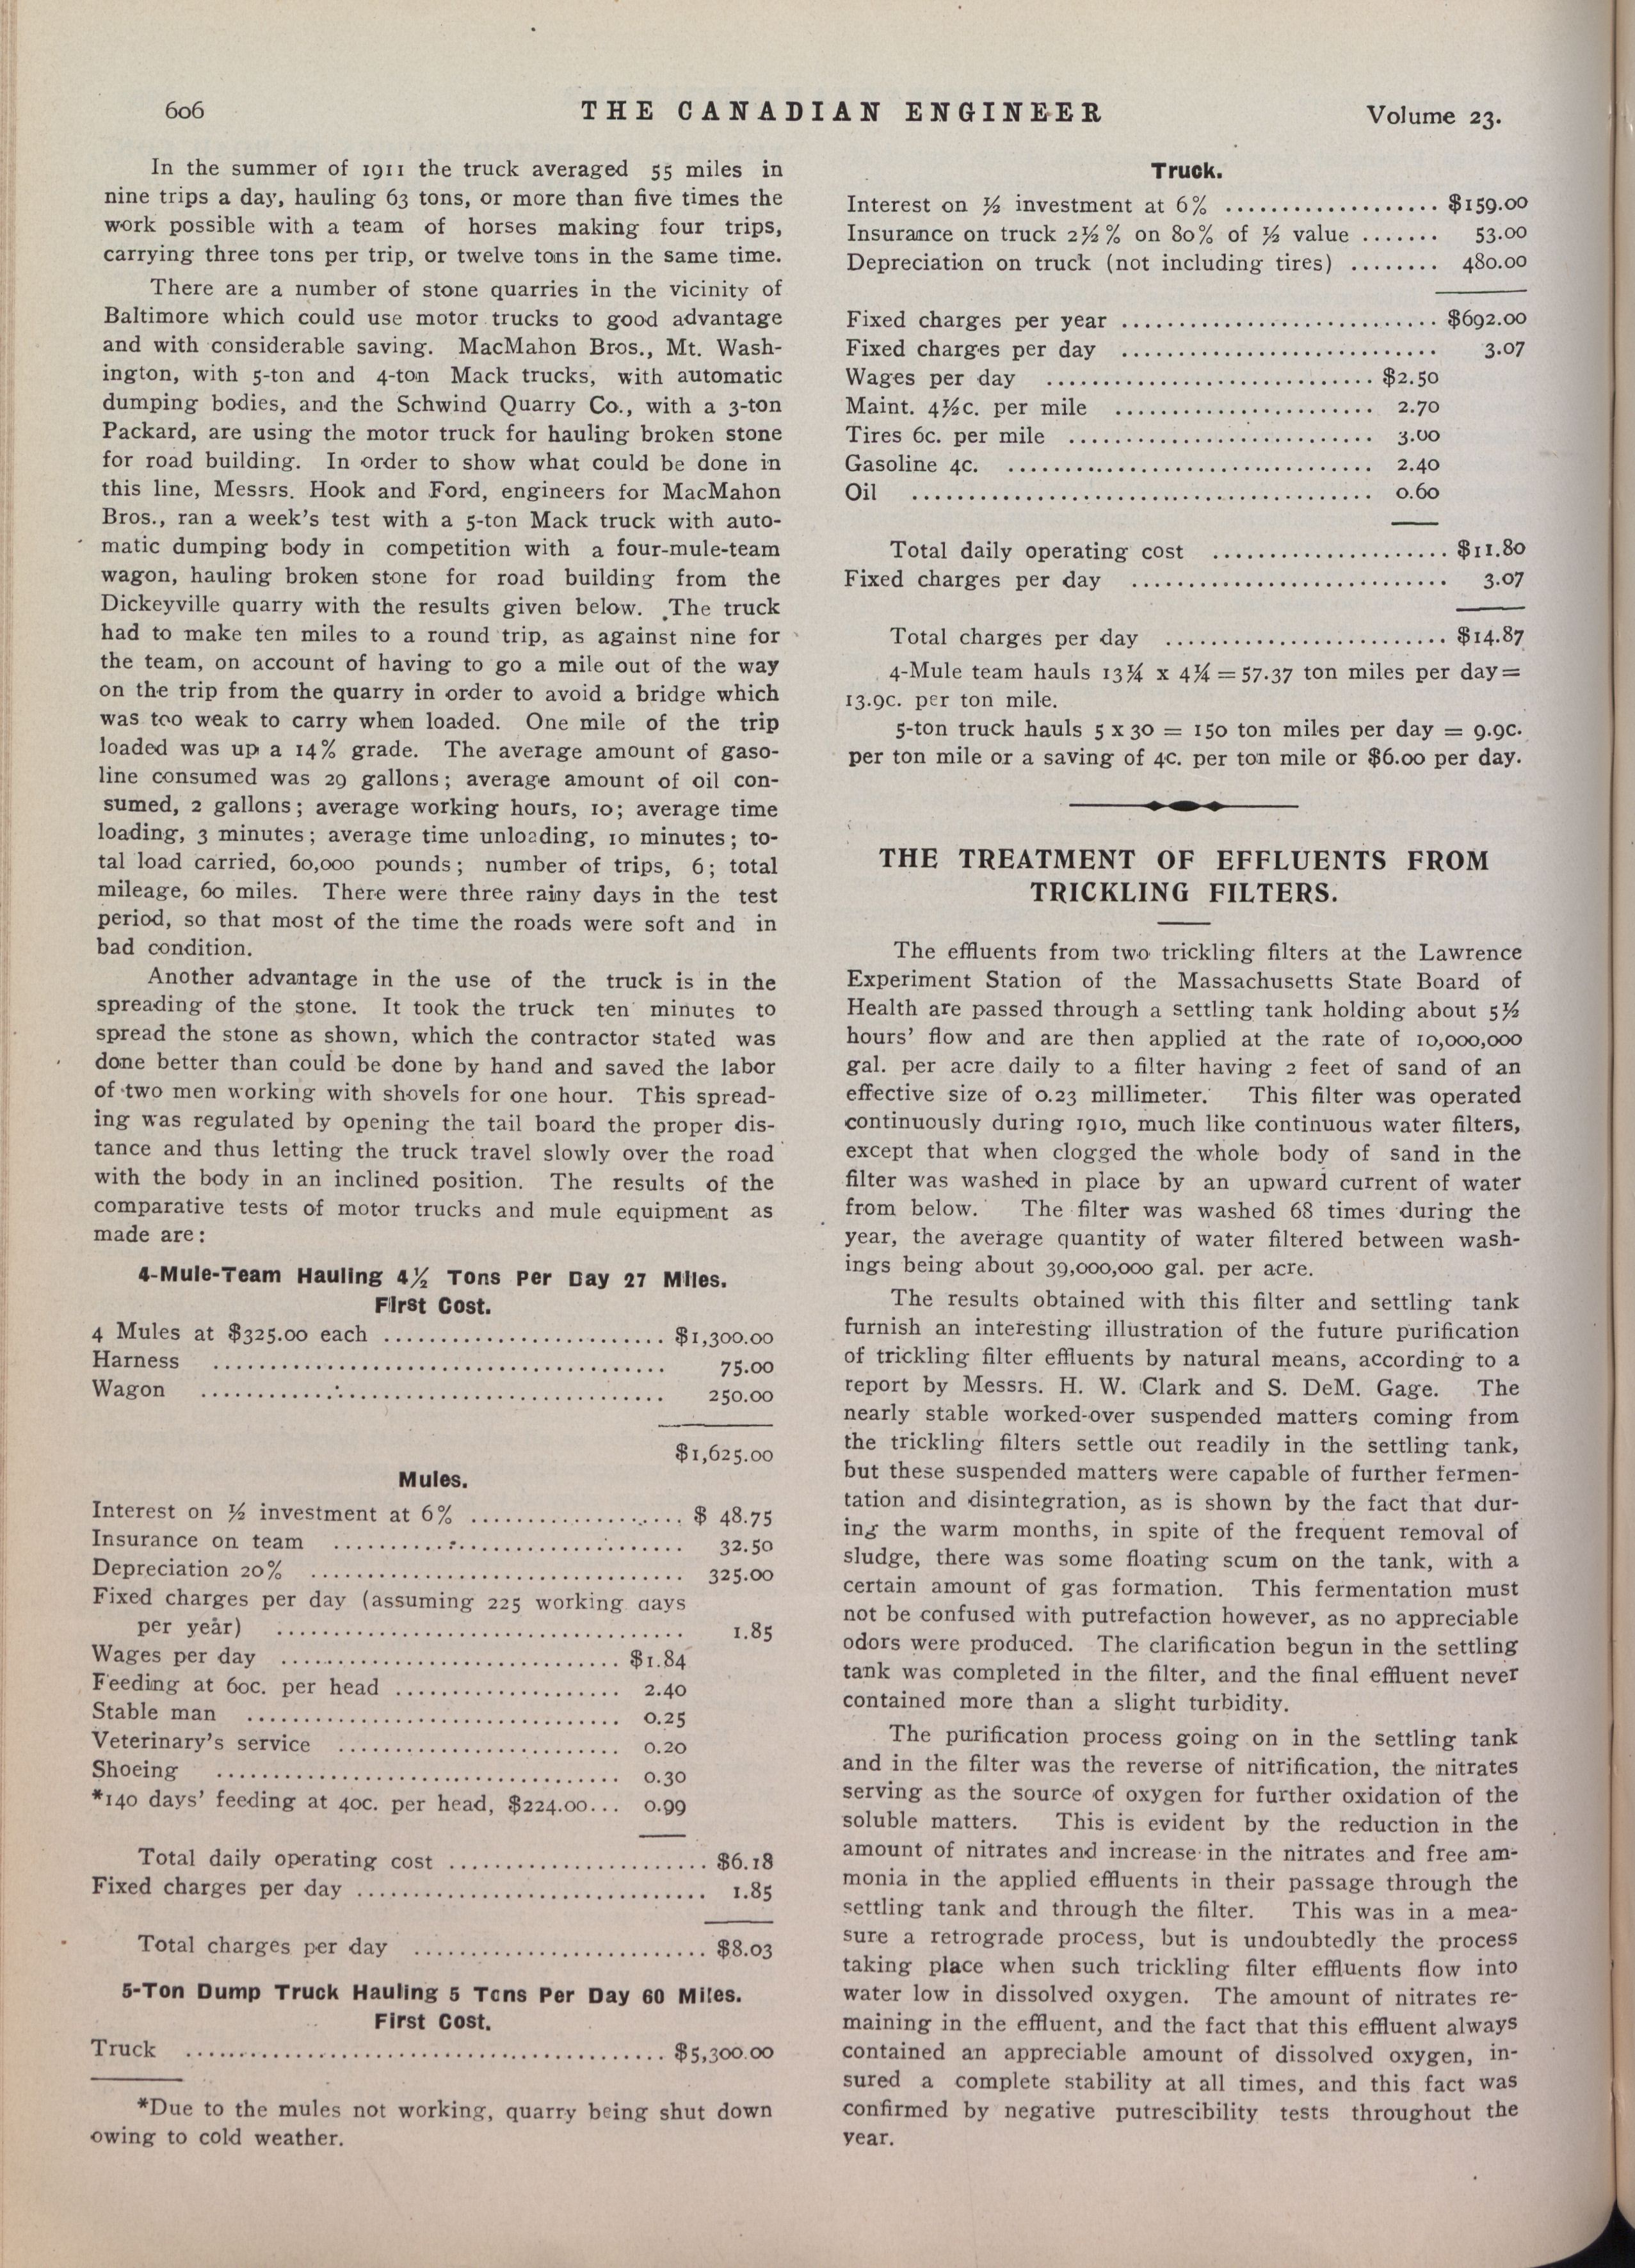 606
THE CANADIAN ENGINEER
Volume 23.
In the summer of 1911 the truck averaged 55 miles in
nine trips a day, hauling 63 tons, or more than five times the
work possible with a team of horses making four trips,
carrying three tons per trip, or twelve tons in the same time.
There are a number of stone quarries in the vicinity of
Baltimore which could use motor trucks to good advantage
and with considerable saving. MacMahon Bros., Mt. Wash-
ington, with 5-ton and 4-ton Mack trucks, with automatic
dumping bodies, and the Schwind Quarry Co., with a 3-ton
Packard, are using the motor truck for hauling broken stone
for road building. In order to show what could be done in
this line, Messrs. Hook and Ford, engineers for MacMahon
Bros., ran a week's test with a 5-ton Mack truck with auto-
matic dumping body in competition with a four-mule-team
wagon, hauling broken stone for road building from the
Dickeyville quarry with the results given below. The truck
had to make ten miles to a round trip, as against nine for
the team, on account of having to go a mile out of the way
on the trip from the quarry in order to avoid a bridge which
was too weak to carry when loaded. One mile of the trip
loaded was up a 14% grade. The average amount of gaso-
line consumed was 29 gallons; average amount of oil con-
sumed, 2 gallons; average working hours, 10; average time
loading, 3 minutes; average time unloading, 10 minutes; to-
tal load carried, 60,000 pounds; number of trips, 6; total
mileage, 60 miles. There were three rainy days in the test
period, so that most of the time the roads were soft and in
bad condition.
Another advantage in the use of the truck is in the
spreading of the stone. It took the truck ten minutes to
spread the stone as shown, which the contractor stated was
done better than could be done by hand and saved the labor
of two men working with shovels for one hour. This spread-
ing was regulated by opening the tail board the proper dis-
tance and thus letting the truck travel slowly over the road
with the body in an inclined position. The results of the
comparative tests of motor trucks and mule equipment as
made are:
4-Mule-Team Hauling 4½ Tons Per Day 27 Miles.
First Cost.
4 Mules at $325.00 each ......................... $1,300.00
Harness ........................................ 75.00
Wagon ......................................... 250.00
$1,625.00
Mules.
Interest on ½ investment at 6% ................... $ 48.75
Insurance on team ............................... 32.50
Depreciation 20% ................................. 325.00
Fixed charges per day (assuming 225 working days
per year) .................................... 1.85
Wages per day .............................. $1.84
Feeding at 60c. per head .................... 2.40
Stable man ................................. 0.25
Veterinary's service ......................... 0.20
Shoeing .................................... 0.30
*140 days' feeding at 40c. per head, $224.00... 0.99
Total daily operating cost ....................... $6.18
Fixed charges per day ............................... 1.85
Total charges per day .......................... $8.03
5-Ton Dump Truck Hauling 5 Tons Per Day 60 Miles.
First Cost.
Truck ........................................... $5,300.00
*Due to the mules not working, quarry being shut down
owing to cold weather.
Truck.
Interest on ½ investment at 6% ................... $159.00
Insurance on truck 2½% on 80% of ½ value ....... 53.00
Depreciation on truck (not including tires) ........ 480.00
Fixed charges per year ............................ $692.00
Fixed charges per day ............................ 3.07
Wages per day ............................. $2.50
Maint. 4½c. per mile ....................... 2.70
Tires 6c. per mile ........................... 3.00
Gasoline 4c. ................................ 2.40
Oil ......................................... 0.60
Total daily operating cost ..................... $11.80
Fixed charges per day ............................ 3.07
Total charges per day ......................... $14.87
4-Mule team hauls 13¼ x 4¼ = 57.37 ton miles per day =
13.9c. per ton mile.
5-ton truck hauls 5 x 30 = 150 ton miles per day = 9.9c.
per ton mile or a saving of 4c. per ton mile or $6.00 per day.
THE TREATMENT OF EFFLUENTS FROM
TRICKLING FILTERS.
The effluents from two trickling filters at the Lawrence
Experiment Station of the Massachusetts State Board of
Health are passed through a settling tank holding about 5½
hours' flow and are then applied at the rate of 10,000,000
gal. per acre daily to a filter having 2 feet of sand of an
effective size of 0.23 millimeter. This filter was operated
continuously during 1910, much like continuous water filters,
except that when clogged the whole body of sand in the
filter was washed in place by an upward current of water
from below. The filter was washed 68 times during the
year, the average quantity of water filtered between wash-
ings being about 39,000,000 gal. per acre.
The results obtained with this filter and settling tank
furnish an interesting illustration of the future purification
of trickling filter effluents by natural means, according to a
report by Messrs. H. W. Clark and S. DeM. Gage. The
nearly stable worked-over suspended matters coming from
the trickling filters settle out readily in the settling tank,
but these suspended matters were capable of further fermen-
tation and disintegration, as is shown by the fact that dur-
ing the warm months, in spite of the frequent removal of
sludge, there was some floating scum on the tank, with a
certain amount of gas formation. This fermentation must
not be confused with putrefaction however, as no appreciable
odors were produced. The clarification begun in the settling
tank was completed in the filter, and the final effluent never
contained more than a slight turbidity.
The purification process going on in the settling tank
and in the filter was the reverse of nitrification, the nitrates
serving as the source of oxygen for further oxidation of the
soluble matters. This is evident by the reduction in the
amount of nitrates and increase in the nitrates and free am-
monia in the applied effluents in their passage through the
settling tank and through the filter. This was in a mea-
sure a retrograde process, but is undoubtedly the process
taking place when such trickling filter effluents flow into
water low in dissolved oxygen. The amount of nitrates re-
maining in the effluent, and the fact that this effluent always
contained an appreciable amount of dissolved oxygen, in-
sured a complete stability at all times, and this fact was
confirmed by negative putrescibility tests throughout the
year.